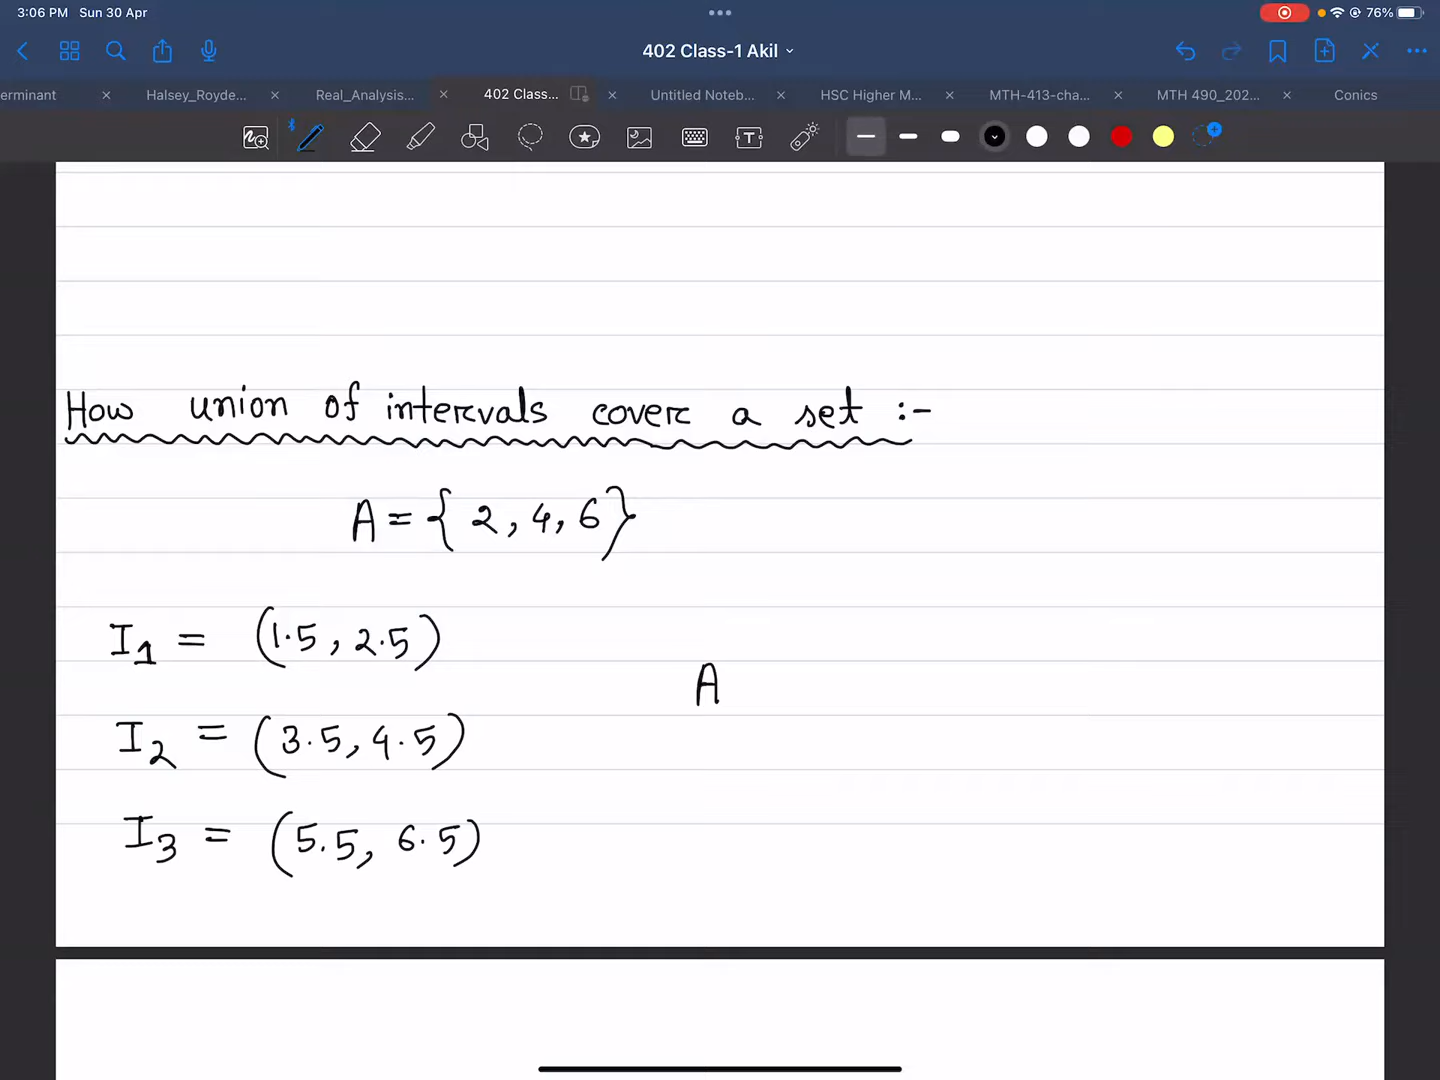 3:06 PM Sun 30 Apr
76%
402 Class-1 Akil
erminant
Halsey_Royde...
Real_Analysis...
402 Class...
Untitled Noteb...
HSC Higher M...
MTH-413-cha...
MTH 490_202...
Conics
How union of intervals cover a set :-
A = { 2, 4, 6 }
I₁ = (1.5, 2.5)
A
I₂ = (3.5, 4.5)
I₃ = (5.5, 6.5)